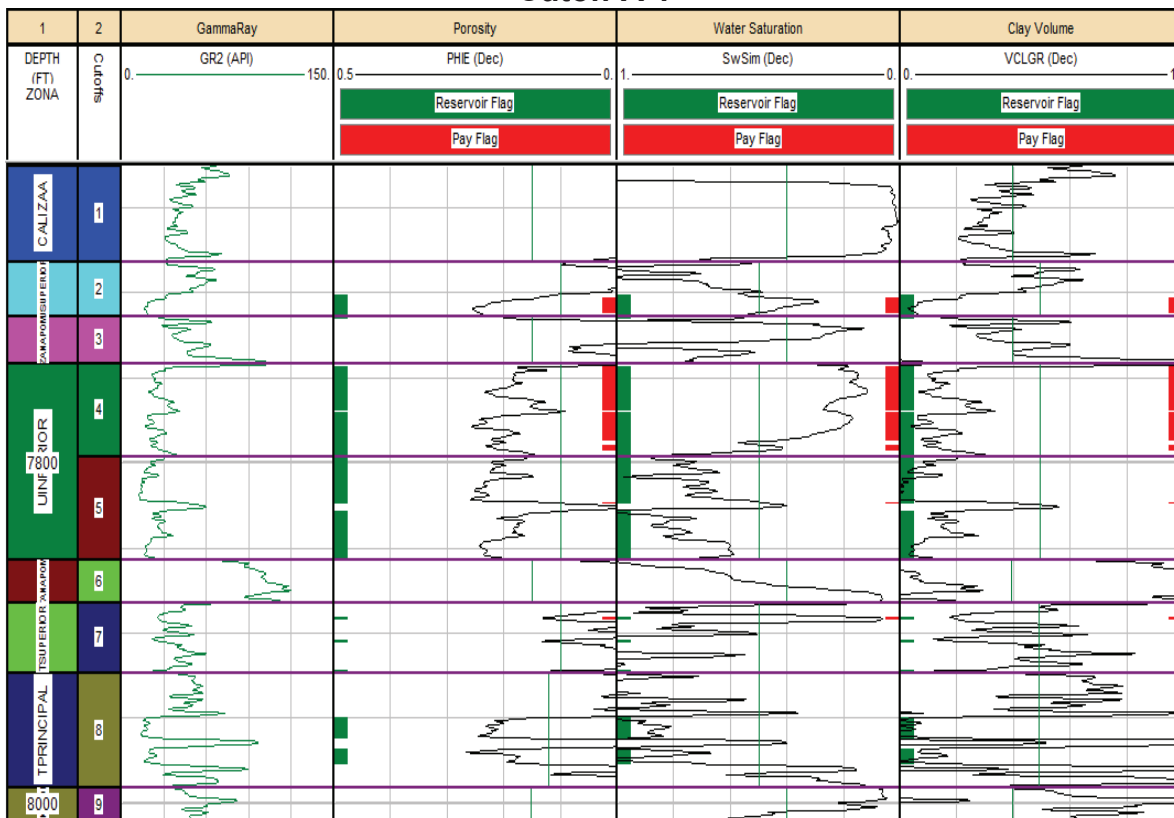 1 2 GammaRay Porosity Water Saturation Clay Volume
DEPTH
(FT)
ZONA
Cutoffs
GR2 (API)
0. 150.
PHIE (Dec)
0.5 0.
SwSim (Dec)
1. 0.
VCLGR (Dec)
0. 1
Reservoir Flag Reservoir Flag Reservoir Flag
Pay Flag Pay Flag Pay Flag
CALIZAA
1
2
3
4
7800
5
6
TSUPERIOR
7
TPRINCIPAL
8
8000
9